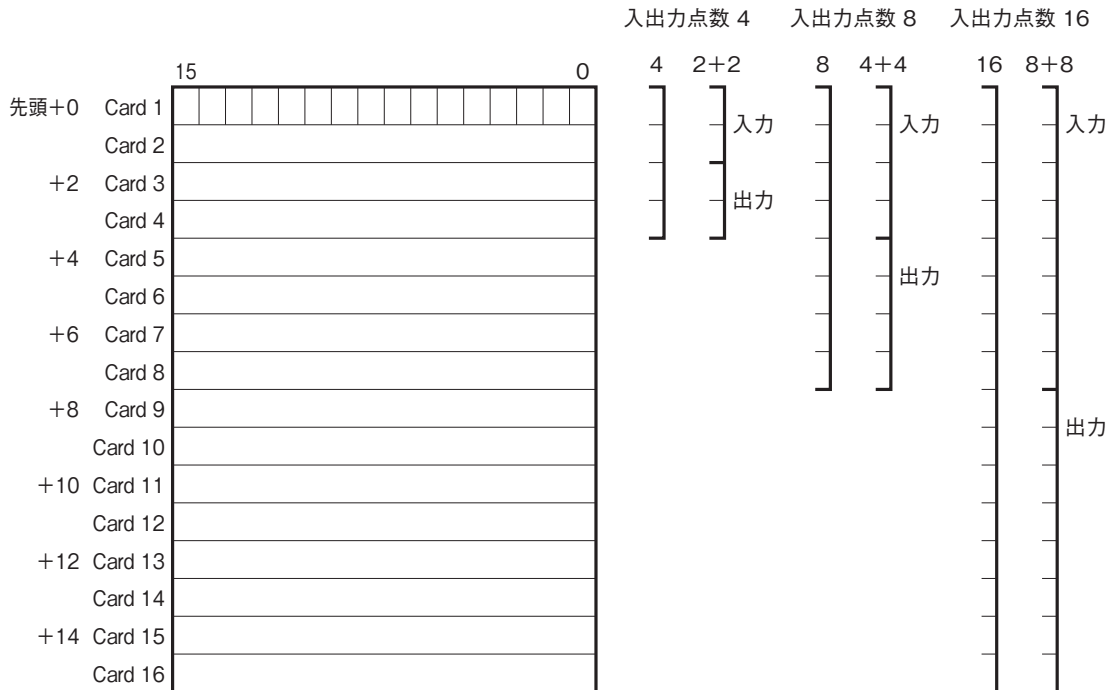 入出力点数 4 入出力点数 8 入出力点数 16
4 2+2 8 4+4 16 8+8
15 0
先頭+0 Card 1
入力 入力 入力
Card 2
+2 Card 3
出力
Card 4
+4 Card 5
出力
Card 6
+6 Card 7
Card 8
+8 Card 9
出力
Card 10
+10 Card 11
Card 12
+12 Card 13
Card 14
+14 Card 15
Card 16